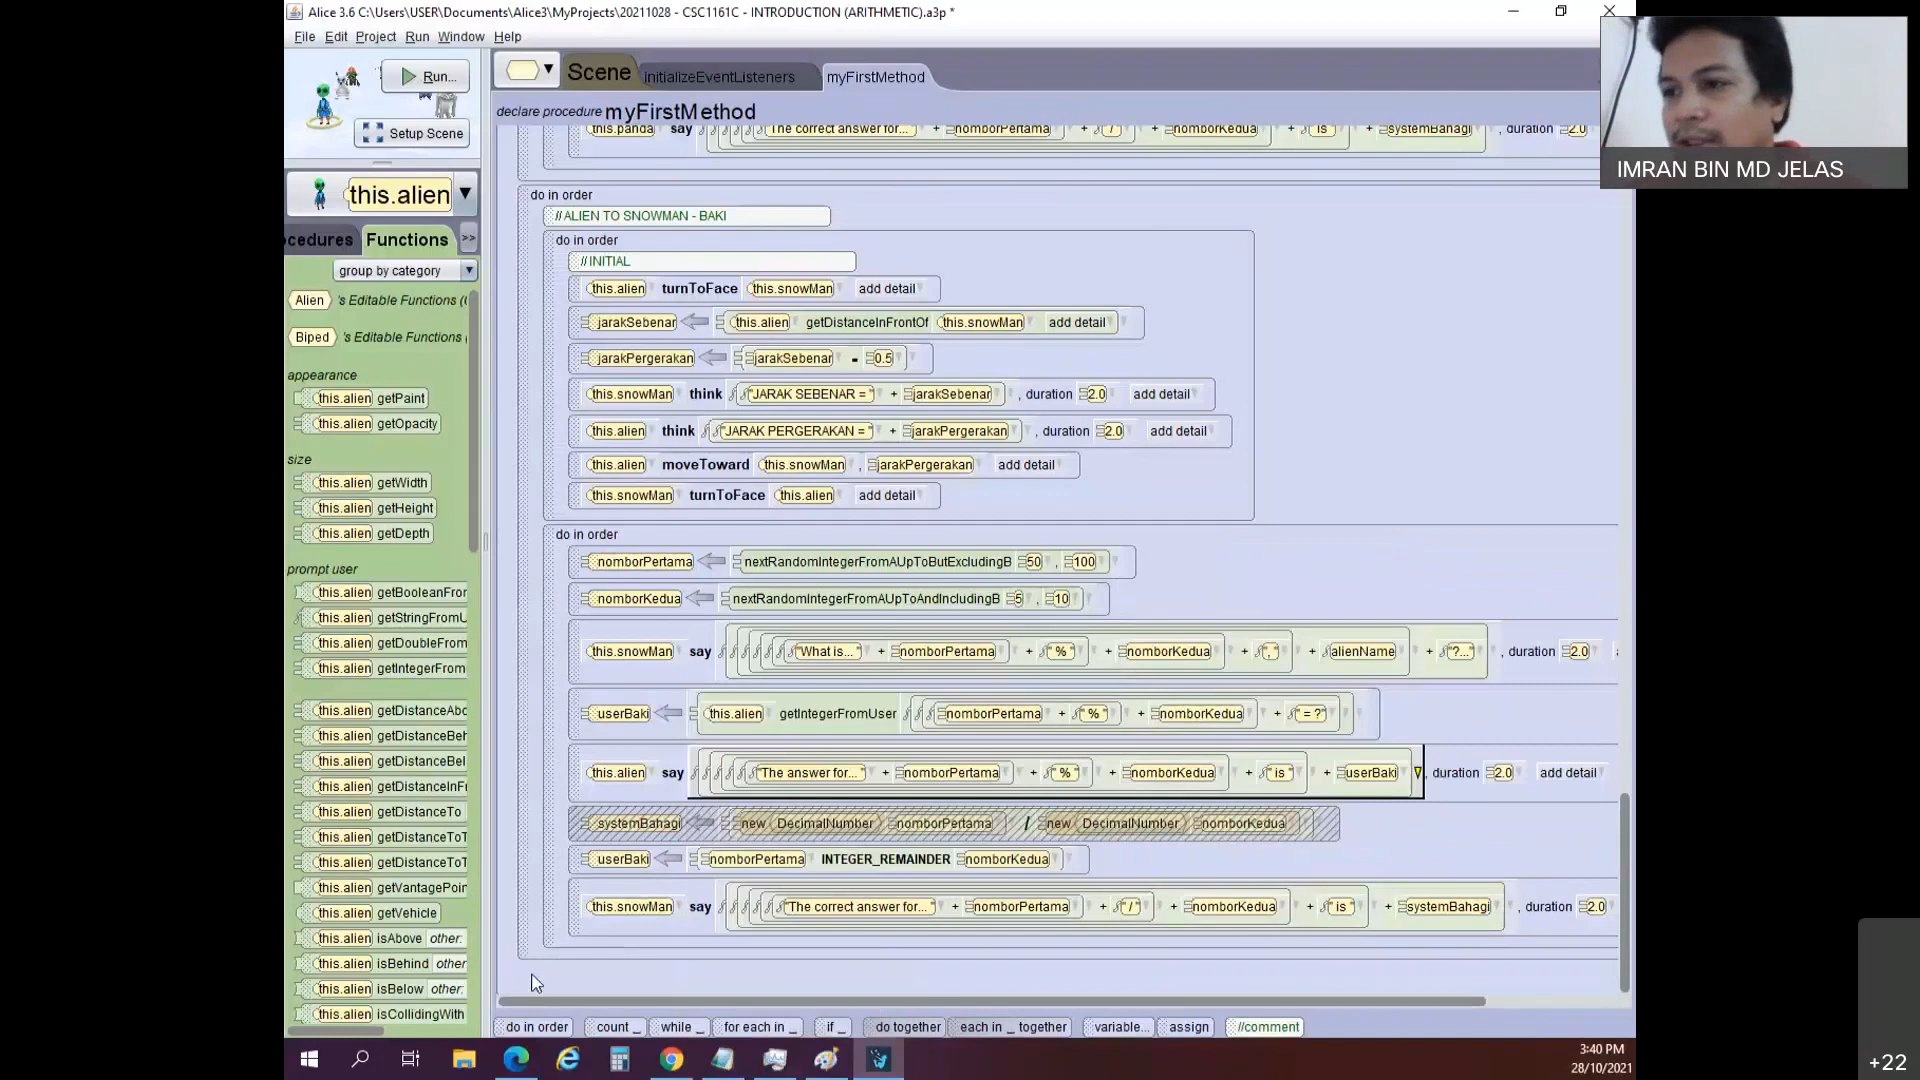 Alice 3.6 C:\Users\USER\Documents\Alice3\MyProjects\20211028 - CSC1161C - INTRODUCTION (ARITHMETIC).a3p *
File Edit Project Run Window Help
Run...
Setup Scene
Scene initializeEventListeners myFirstMethod
declare procedure myFirstMethod
this.alien
cedures Functions >>
group by category
Alien 's Editable Functions (
Biped 's Editable Functions
appearance
this.alien getPaint
this.alien getOpacity
size
this.alien getWidth
this.alien getHeight
this.alien getDepth
prompt user
this.alien getBooleanFror
this.alien getStringFromU
this.alien getDoubleFrom
this.alien getIntegerFrom
this.alien getDistanceAbo
this.alien getDistanceBeh
this.alien getDistanceBel
this.alien getDistanceInFr
this.alien getDistanceTo
this.alien getDistanceToT
this.alien getDistanceToT
this.alien getVantagePoin
this.alien getVehicle
this.alien isAbove other:
this.alien isBehind other
this.alien isBelow other:
this.alien isCollidingWith
this.panda say "The correct answer for..." + nomborPertama + " / " + nomborKedua + " is " + systemBahagi , duration 2.0
do in order
//ALIEN TO SNOWMAN - BAKI
do in order
//INITIAL
this.alien turnToFace this.snowMan add detail
jarakSebenar this.alien getDistanceInFrontOf this.snowMan add detail
jarakPergerakan jarakSebenar - 0.5
this.snowMan think "JARAK SEBENAR = " + jarakSebenar , duration 2.0 add detail
this.alien think "JARAK PERGERAKAN = " + jarakPergerakan , duration 2.0 add detail
this.alien moveToward this.snowMan , jarakPergerakan add detail
this.snowMan turnToFace this.alien add detail
do in order
nomborPertama nextRandomIntegerFromAUpToButExcludingB 50 , 100
nomborKedua nextRandomIntegerFromAUpToAndIncludingB 5 , 10
this.snowMan say "What is... " + nomborPertama + " % " + nomborKedua + ", " + alienName + "?..." , duration 2.0
userBaki this.alien getIntegerFromUser nomborPertama + " % " + nomborKedua + " = ?"
this.alien say "The answer for... " + nomborPertama + " % " + nomborKedua + " is " + userBaki , duration 2.0 add detail
systemBahagi new DecimalNumber nomborPertama / new DecimalNumber nomborKedua
userBaki nomborPertama INTEGER_REMAINDER nomborKedua
this.snowMan say "The correct answer for... " + nomborPertama + " / " + nomborKedua + " is " + systemBahagi , duration 2.0
do in order count _ while _ for each in _ if _ do together each in _ together variable... assign //comment
3:40 PM
28/10/2021
IMRAN BIN MD JELAS
+22